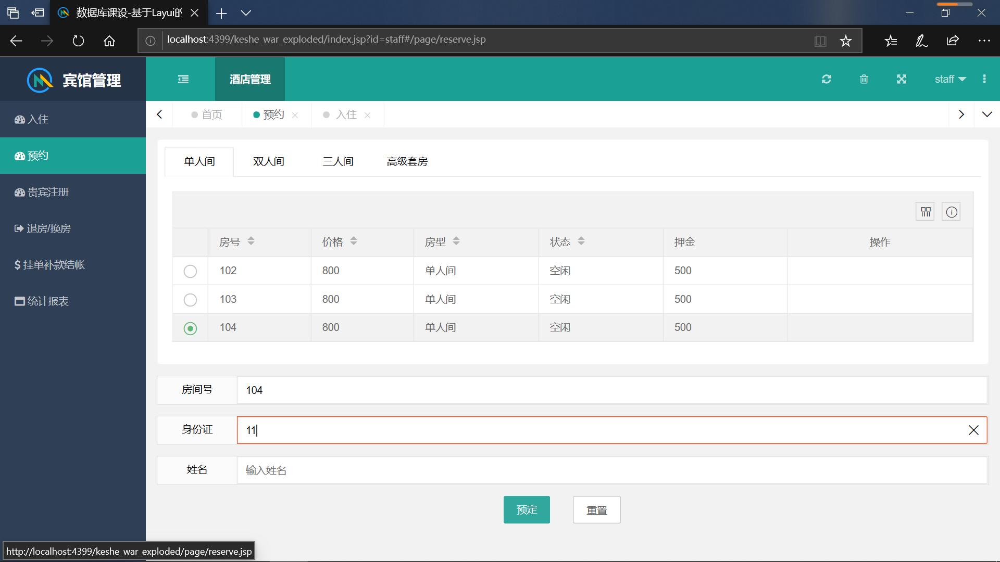 数据库课设-基于Layui的
localhost:4399/keshe_war_exploded/index.jsp?id=staff#/page/reserve.jsp
宾馆管理
酒店管理
staff
首页
预约
入住
入住
预约
贵宾注册
退房/换房
挂单补款结帐
统计报表
单人间
双人间
三人间
高级套房
房号 价格 房型 状态 押金 操作
102 800 单人间 空闲 500
103 800 单人间 空闲 500
104 800 单人间 空闲 500
房间号 104
身份证 11
姓名 输入姓名
预定
重置
http://localhost:4399/keshe_war_exploded/page/reserve.jsp